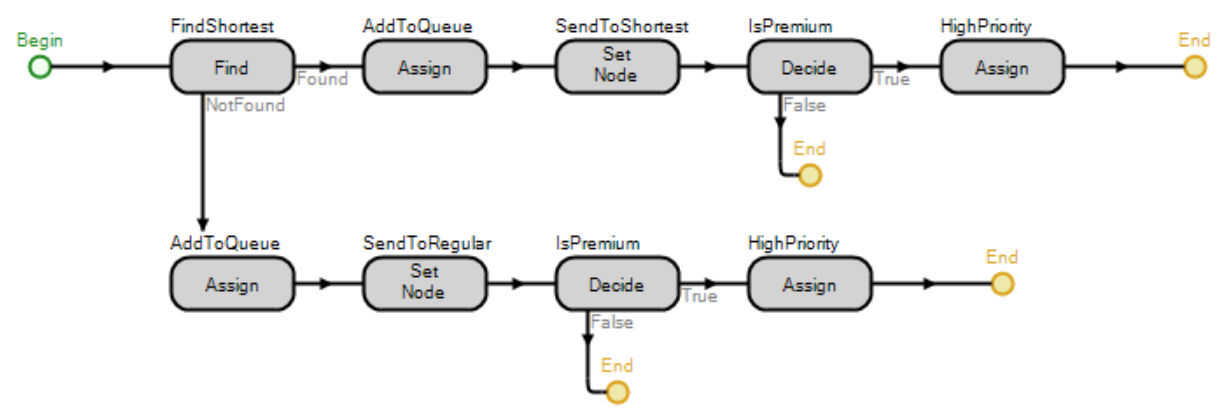 FindShortest
AddToQueue
SendToShortest
IsPremium
HighPriority
Begin
End
Find
Assign
Set
Node
Decide
Assign
Found
True
NotFound
False
End
AddToQueue
SendToRegular
IsPremium
HighPriority
End
Assign
Set
Node
Decide
Assign
True
False
End